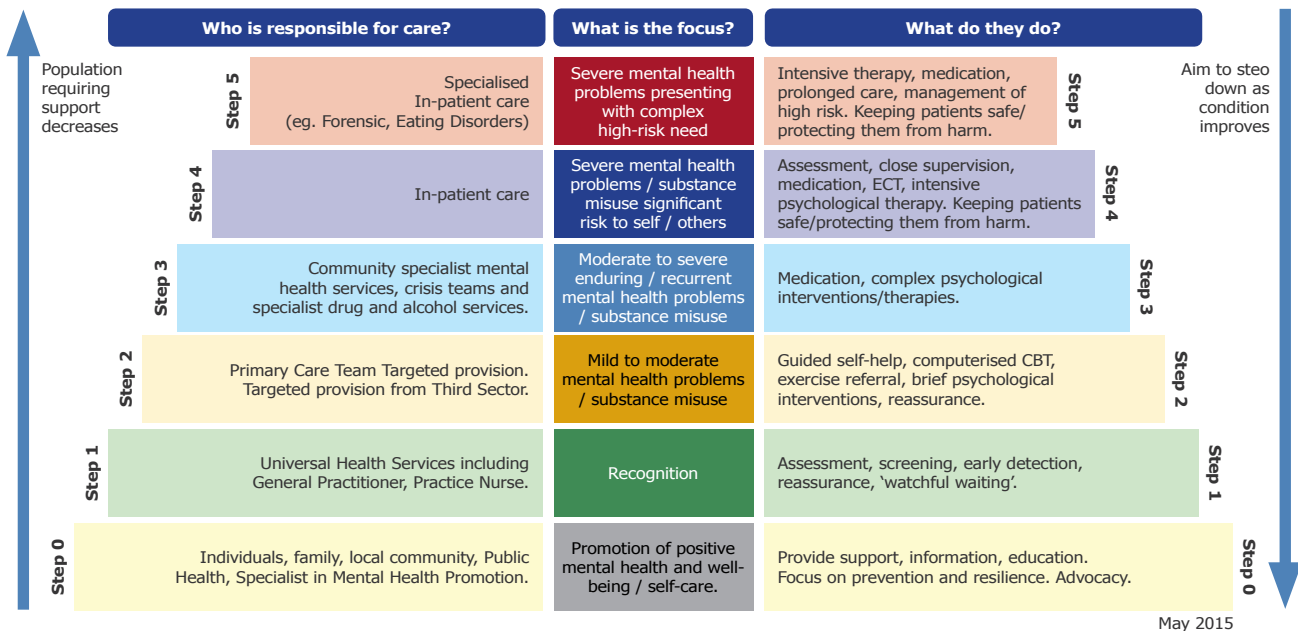 Who is responsible for care?
What is the focus?
What do they do?
Population
requiring
support
decreases
Aim to steo
down as
condition
improves
Step 5
Specialised
In-patient care
(eg. Forensic, Eating Disorders)
Severe mental health
problems presenting
with complex
high-risk need
Intensive therapy, medication,
prolonged care, management of
high risk. Keeping patients safe/
protecting them from harm.
Step 5
Step 4
In-patient care
Severe mental health
problems / substance
misuse significant
risk to self / others
Assessment, close supervision,
medication, ECT, intensive
psychological therapy. Keeping patients
safe/protecting them from harm.
Step 4
Step 3
Community specialist mental
health services, crisis teams and
specialist drug and alcohol services.
Moderate to severe
enduring / recurrent
mental health problems
/ substance misuse
Medication, complex psychological
interventions/therapies.
Step 3
Step 2
Primary Care Team Targeted provision.
Targeted provision from Third Sector.
Mild to moderate
mental health problems
/ substance misuse
Guided self-help, computerised CBT,
exercise referral, brief psychological
interventions, reassurance.
Step 2
Step 1
Universal Health Services including
General Practitioner, Practice Nurse.
Recognition
Assessment, screening, early detection,
reassurance, ‘watchful waiting’.
Step 1
Step 0
Individuals, family, local community, Public
Health, Specialist in Mental Health Promotion.
Promotion of positive
mental health and well-
being / self-care.
Provide support, information, education.
Focus on prevention and resilience. Advocacy.
Step 0
May 2015